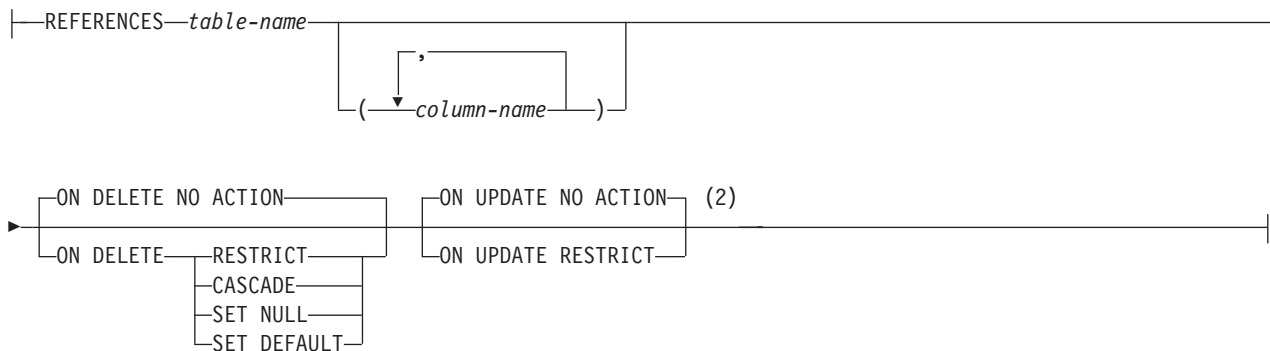 REFERENCES table-name
,
( column-name )
ON DELETE NO ACTION ON UPDATE NO ACTION (2)
ON DELETE RESTRICT ON UPDATE RESTRICT
CASCADE
SET NULL
SET DEFAULT